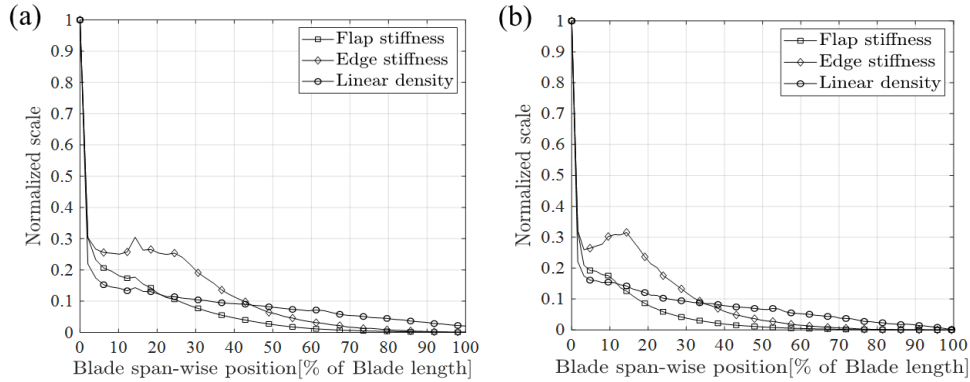 (a)
Normalized scale
1
0.9
0.8
0.7
0.6
0.5
0.4
0.3
0.2
0.1
0
Flap stiffness
Edge stiffness
Linear density
0 10 20 30 40 50 60 70 80 90 100
Blade span-wise position[% of Blade length]
(b)
Normalized scale
1
0.9
0.8
0.7
0.6
0.5
0.4
0.3
0.2
0.1
0
Flap stiffness
Edge stiffness
Linear density
0 10 20 30 40 50 60 70 80 90 100
Blade span-wise position[% of Blade length]